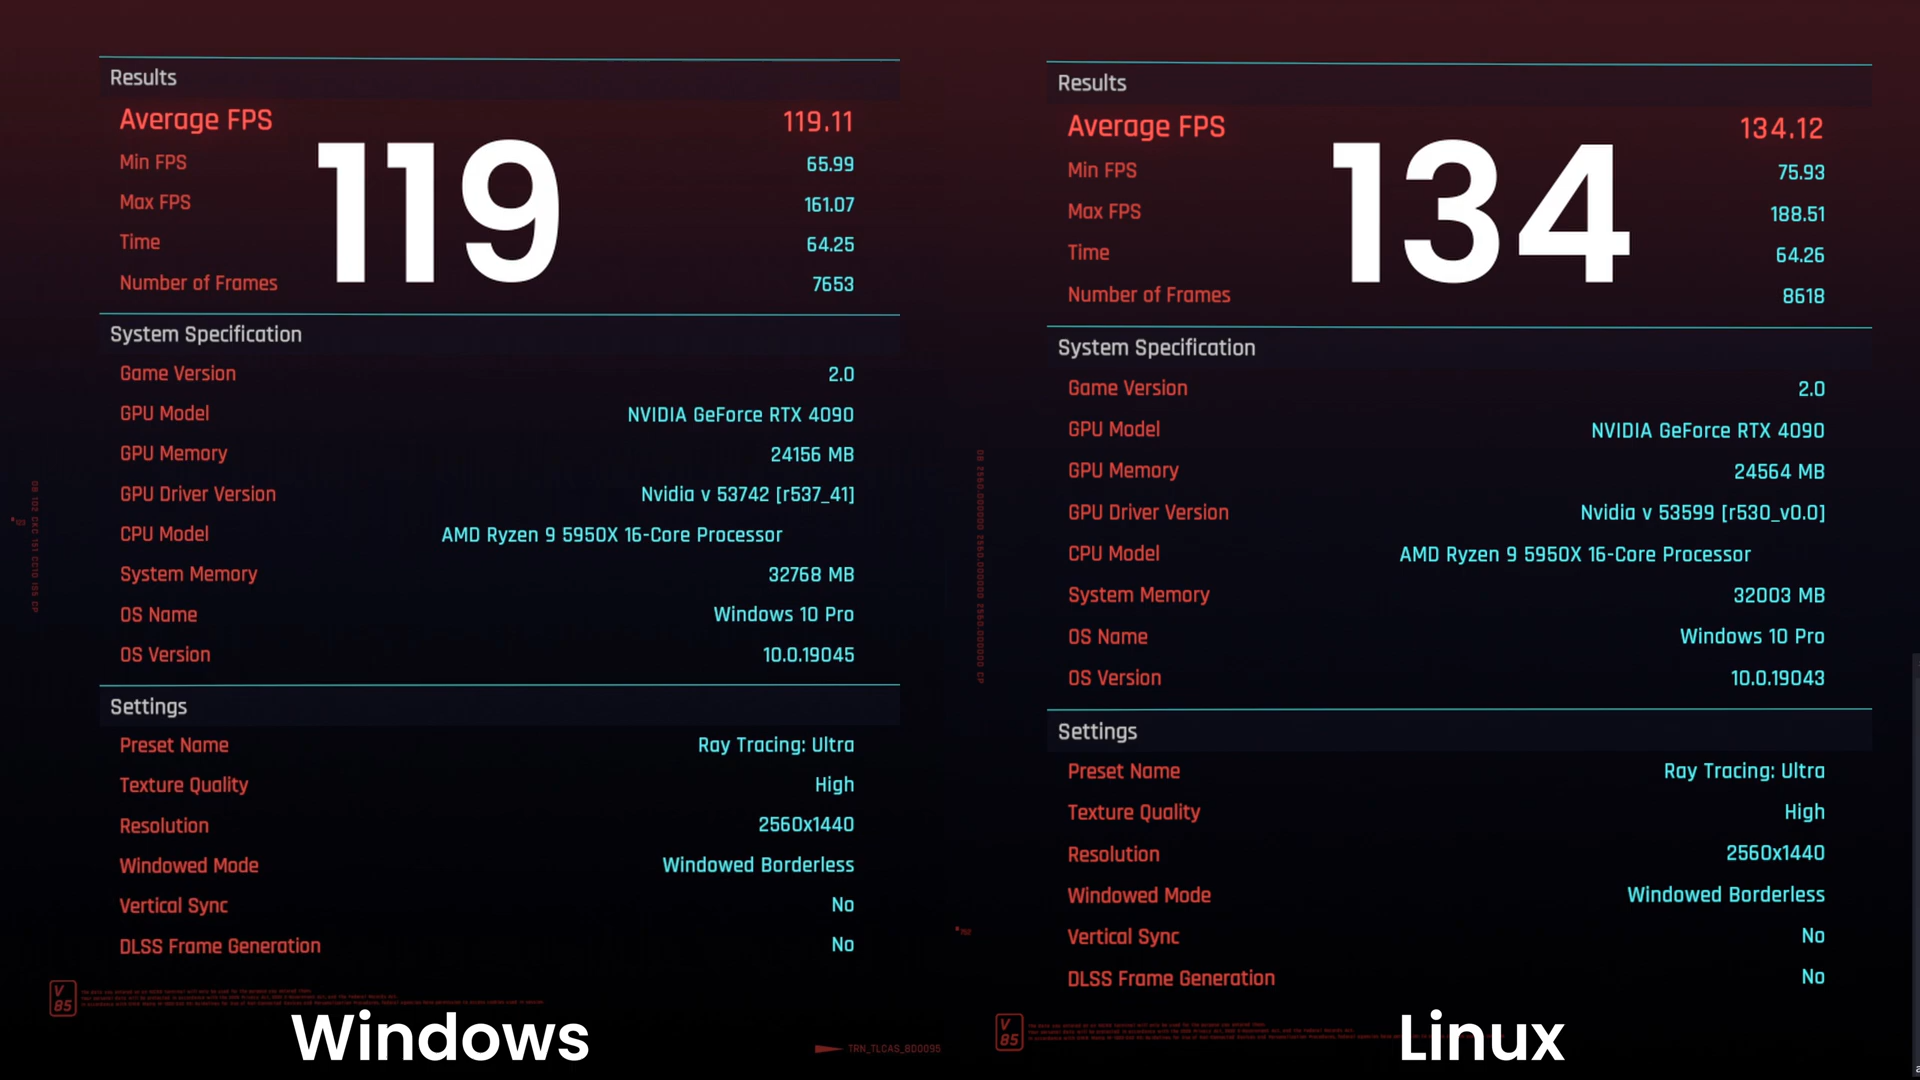 Results
Average FPS 119.11
119
Min FPS 65.99
Max FPS 161.07
Time 64.25
Number of Frames 7653
System Specification
Game Version 2.0
GPU Model NVIDIA GeForce RTX 4090
GPU Memory 24156 MB
GPU Driver Version Nvidia v 53742 [r537_41]
CPU Model AMD Ryzen 9 5950X 16-Core Processor
System Memory 32768 MB
OS Name Windows 10 Pro
OS Version 10.0.19045
Settings
Preset Name Ray Tracing: Ultra
Texture Quality High
Resolution 2560x1440
Windowed Mode Windowed Borderless
Vertical Sync No
DLSS Frame Generation No
V
85
Windows
TRN_TLCAS_800095
Results
Average FPS 134.12
134
Min FPS 75.93
Max FPS 188.51
Time 64.26
Number of Frames 8618
System Specification
Game Version 2.0
GPU Model NVIDIA GeForce RTX 4090
GPU Memory 24564 MB
GPU Driver Version Nvidia v 53599 [r530_v0.0]
CPU Model AMD Ryzen 9 5950X 16-Core Processor
System Memory 32003 MB
OS Name Windows 10 Pro
OS Version 10.0.19043
Settings
Preset Name Ray Tracing: Ultra
Texture Quality High
Resolution 2560x1440
Windowed Mode Windowed Borderless
Vertical Sync No
DLSS Frame Generation No
V
85
Linux